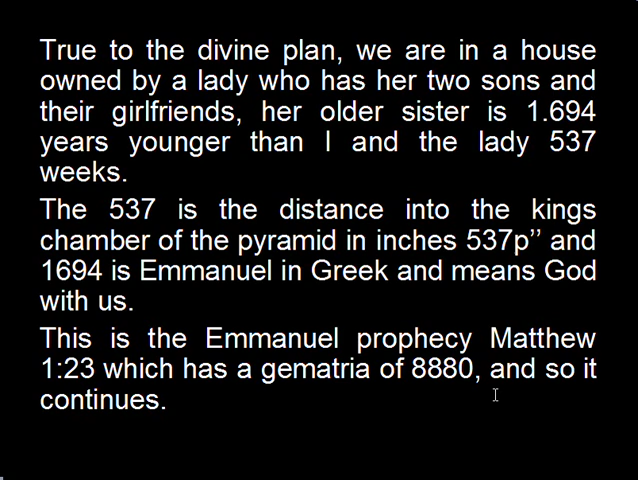 True to the divine plan, we are in a house
owned by a lady who has her two sons and
their girlfriends, her older sister is 1.694
years younger than I and the lady 537
weeks.
The 537 is the distance into the kings
chamber of the pyramid in inches 537p’’ and
1694 is Emmanuel in Greek and means God
with us.
This is the Emmanuel prophecy Matthew
1:23 which has a gematria of 8880, and so it
continues.